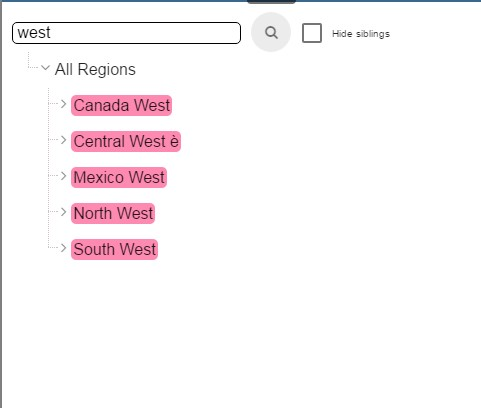 west
Hide siblings
All Regions
Canada West
Central West è
Mexico West
North West
South West